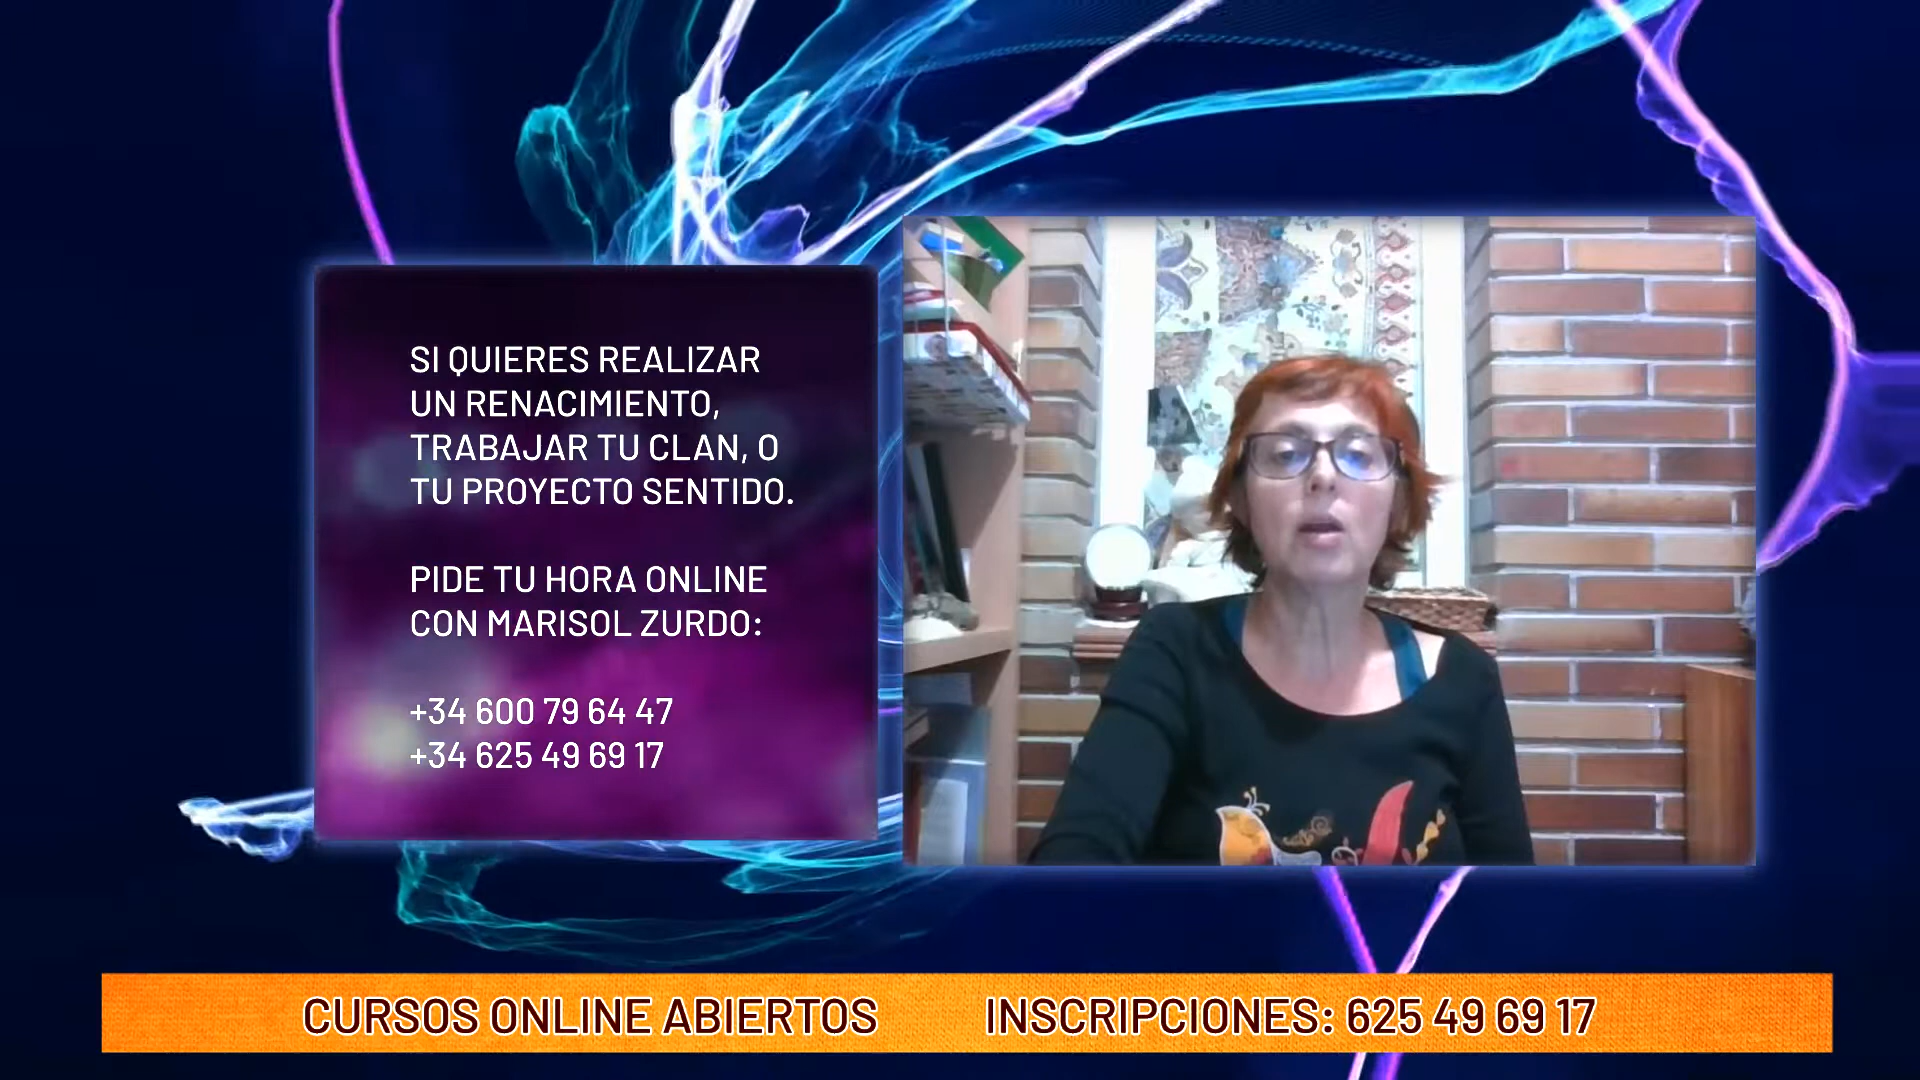 SI QUIERES REALIZAR
UN RENACIMIENTO,
TRABAJAR TU CLAN, O
TU PROYECTO SENTIDO.
PIDE TU HORA ONLINE
CON MARISOL ZURDO:
+34 600 79 64 47
+34 625 49 69 17
CURSOS ONLINE ABIERTOS INSCRIPCIONES: 625 49 69 17